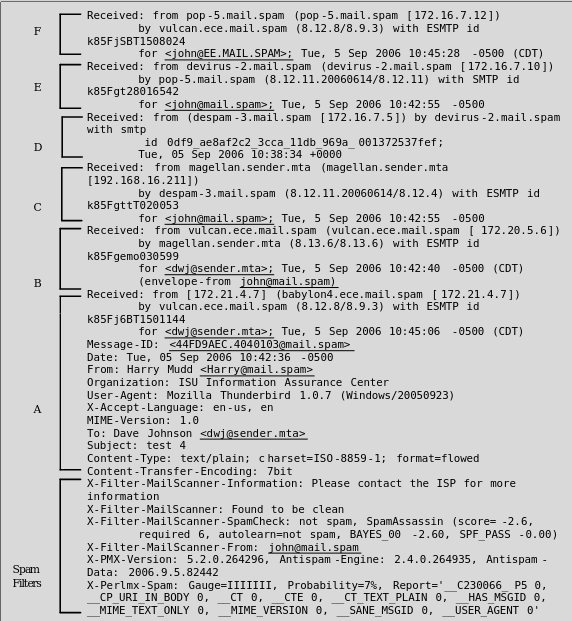 F
Received: from pop-5.mail.spam (pop-5.mail.spam [172.16.7.12])
by vulcan.ece.mail.spam (8.12.8/8.9.3) with ESMTP id
k85FjSBT1508024
for <john@EE.MAIL.SPAM>; Tue, 5 Sep 2006 10:45:28 -0500 (CDT)
E
Received: from devirus-2.mail.spam (devirus-2.mail.spam [172.16.7.10])
by pop-5.mail.spam (8.12.11.20060614/8.12.11) with SMTP id
k85Fgt28016542
for <john@mail.spam>; Tue, 5 Sep 2006 10:42:55 -0500
D
Received: from (despam-3.mail.spam [172.16.7.5]) by devirus-2.mail.spam
with smtp
id 0df9_ae8af2c2_3cca_11db_969a_001372537fef;
Tue, 05 Sep 2006 10:38:34 +0000
C
Received: from magellan.sender.mta (magellan.sender.mta
[192.168.16.211])
by despam-3.mail.spam (8.12.11.20060614/8.12.4) with ESMTP id
k85FgttT020053
for <john@mail.spam>; Tue, 5 Sep 2006 10:42:55 -0500
B
Received: from vulcan.ece.mail.spam (vulcan.ece.mail.spam [ 172.20.5.6])
by magellan.sender.mta (8.13.6/8.13.6) with ESMTP id
k85Fgemo030599
for <dwj@sender.mta>; Tue, 5 Sep 2006 10:42:40 -0500 (CDT)
(envelope-from john@mail.spam)
A
Received: from [172.21.4.7] (babylon4.ece.mail.spam [172.21.4.7])
by vulcan.ece.mail.spam (8.12.8/8.9.3) with ESMTP id
k85Fj6BT1501144
for <dwj@sender.mta>; Tue, 5 Sep 2006 10:45:06 -0500 (CDT)
Message-ID: <44FD9AEC.4040103@mail.spam>
Date: Tue, 05 Sep 2006 10:42:36 -0500
From: Harry Mudd <Harry@mail.spam>
Organization: ISU Information Assurance Center
User-Agent: Mozilla Thunderbird 1.0.7 (Windows/20050923)
X-Accept-Language: en-us, en
MIME-Version: 1.0
To: Dave Johnson <dwj@sender.mta>
Subject: test 4
Content-Type: text/plain; charset=ISO-8859-1; format=flowed
Content-Transfer-Encoding: 7bit
Spam
Filters
X-Filter-MailScanner-Information: Please contact the ISP for more
information
X-Filter-MailScanner: Found to be clean
X-Filter-MailScanner-SpamCheck: not spam, SpamAssassin (score= -2.6,
required 6, autolearn=not spam, BAYES_00 -2.60, SPF_PASS -0.00)
X-Filter-MailScanner-From: john@mail.spam
X-PMX-Version: 5.2.0.264296, Antispam-Engine: 2.4.0.264935, Antispam-
Data: 2006.9.5.82442
X-Perlmx-Spam: Gauge=IIIIIII, Probability=7%, Report='__C230066__P5 0,
__CP_URI_IN_BODY 0, __CT 0, __CTE 0, __CT_TEXT_PLAIN 0, __HAS_MSGID 0,
__MIME_TEXT_ONLY 0, __MIME_VERSION 0, __SANE_MSGID 0, __USER_AGENT 0'